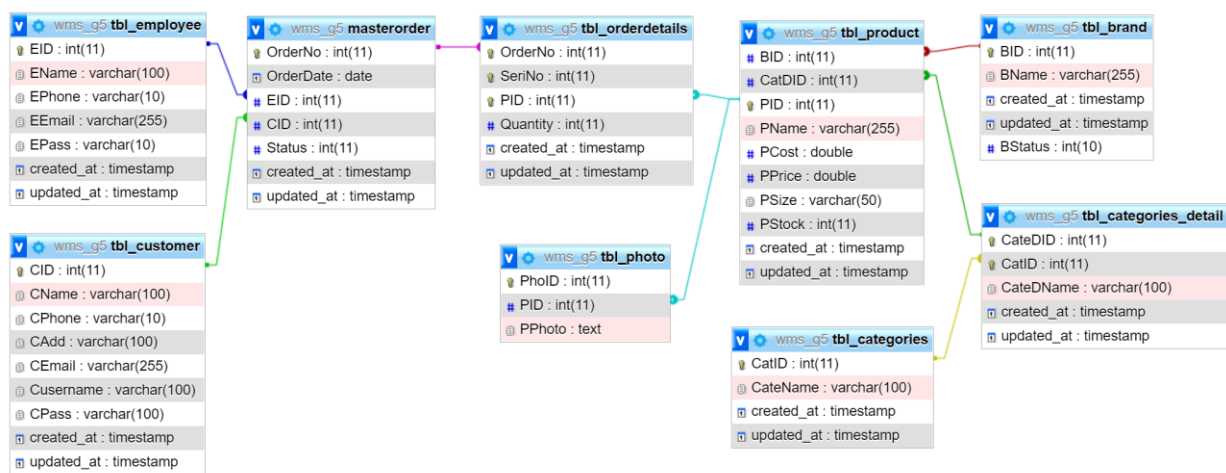 wms_g5 tbl_employee
EID : int(11)
EName : varchar(100)
EPhone : varchar(10)
EEmail : varchar(255)
EPass : varchar(10)
created_at : timestamp
updated_at : timestamp
wms_g5 masterorder
OrderNo : int(11)
OrderDate : date
EID : int(11)
CID : int(11)
Status : int(11)
created_at : timestamp
updated_at : timestamp
wms_g5 tbl_orderdetails
OrderNo : int(11)
SeriNo : int(11)
PID : int(11)
Quantity : int(11)
created_at : timestamp
updated_at : timestamp
wms_g5 tbl_product
BID : int(11)
CatDID : int(11)
PID : int(11)
PName : varchar(255)
PCost : double
PPrice : double
PSize : varchar(50)
PStock : int(11)
created_at : timestamp
updated_at : timestamp
wms_g5 tbl_brand
BID : int(11)
BName : varchar(255)
created_at : timestamp
updated_at : timestamp
BStatus : int(10)
wms_g5 tbl_customer
CID : int(11)
CName : varchar(100)
CPhone : varchar(10)
CAdd : varchar(100)
CEmail : varchar(255)
Cusername : varchar(100)
CPass : varchar(100)
created_at : timestamp
updated_at : timestamp
wms_g5 tbl_photo
PhoID : int(11)
PID : int(11)
PPhoto : text
wms_g5 tbl_categories
CatID : int(11)
CateName : varchar(100)
created_at : timestamp
updated_at : timestamp
wms_g5 tbl_categories_detail
CateDID : int(11)
CatID : int(11)
CateDName : varchar(100)
created_at : timestamp
updated_at : timestamp